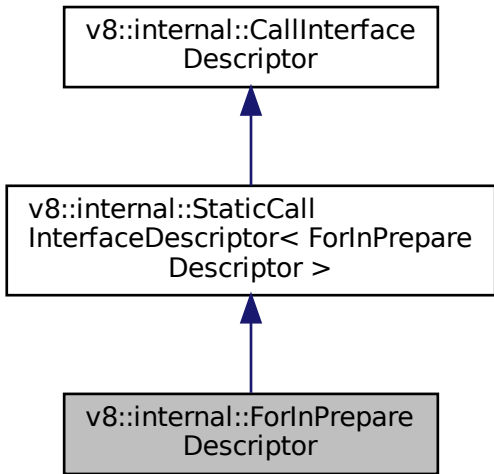 v8::internal::CallInterface
Descriptor
v8::internal::StaticCall
InterfaceDescriptor< ForInPrepare
Descriptor >
v8::internal::ForInPrepare
Descriptor